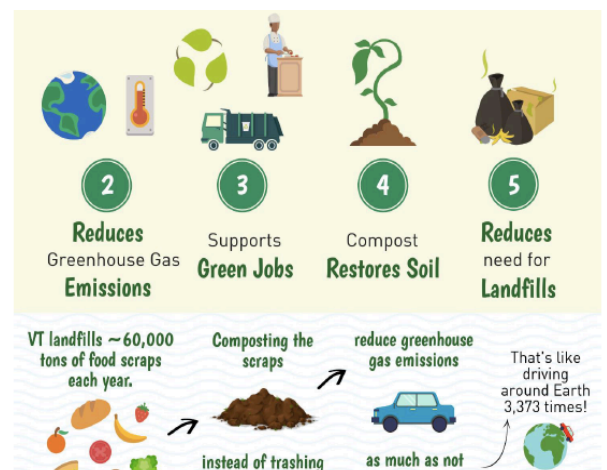 2
Reduces
Greenhouse Gas
Emissions
3
Supports
Green Jobs
4
Compost
Restores Soil
5
Reduces
need for
Landfills
VT landfills ~60,000
tons of food scraps
each year.
Composting the
scraps
instead of trashing
reduce greenhouse
gas emissions
as much as not
That's like
driving
around Earth
3,373 times!